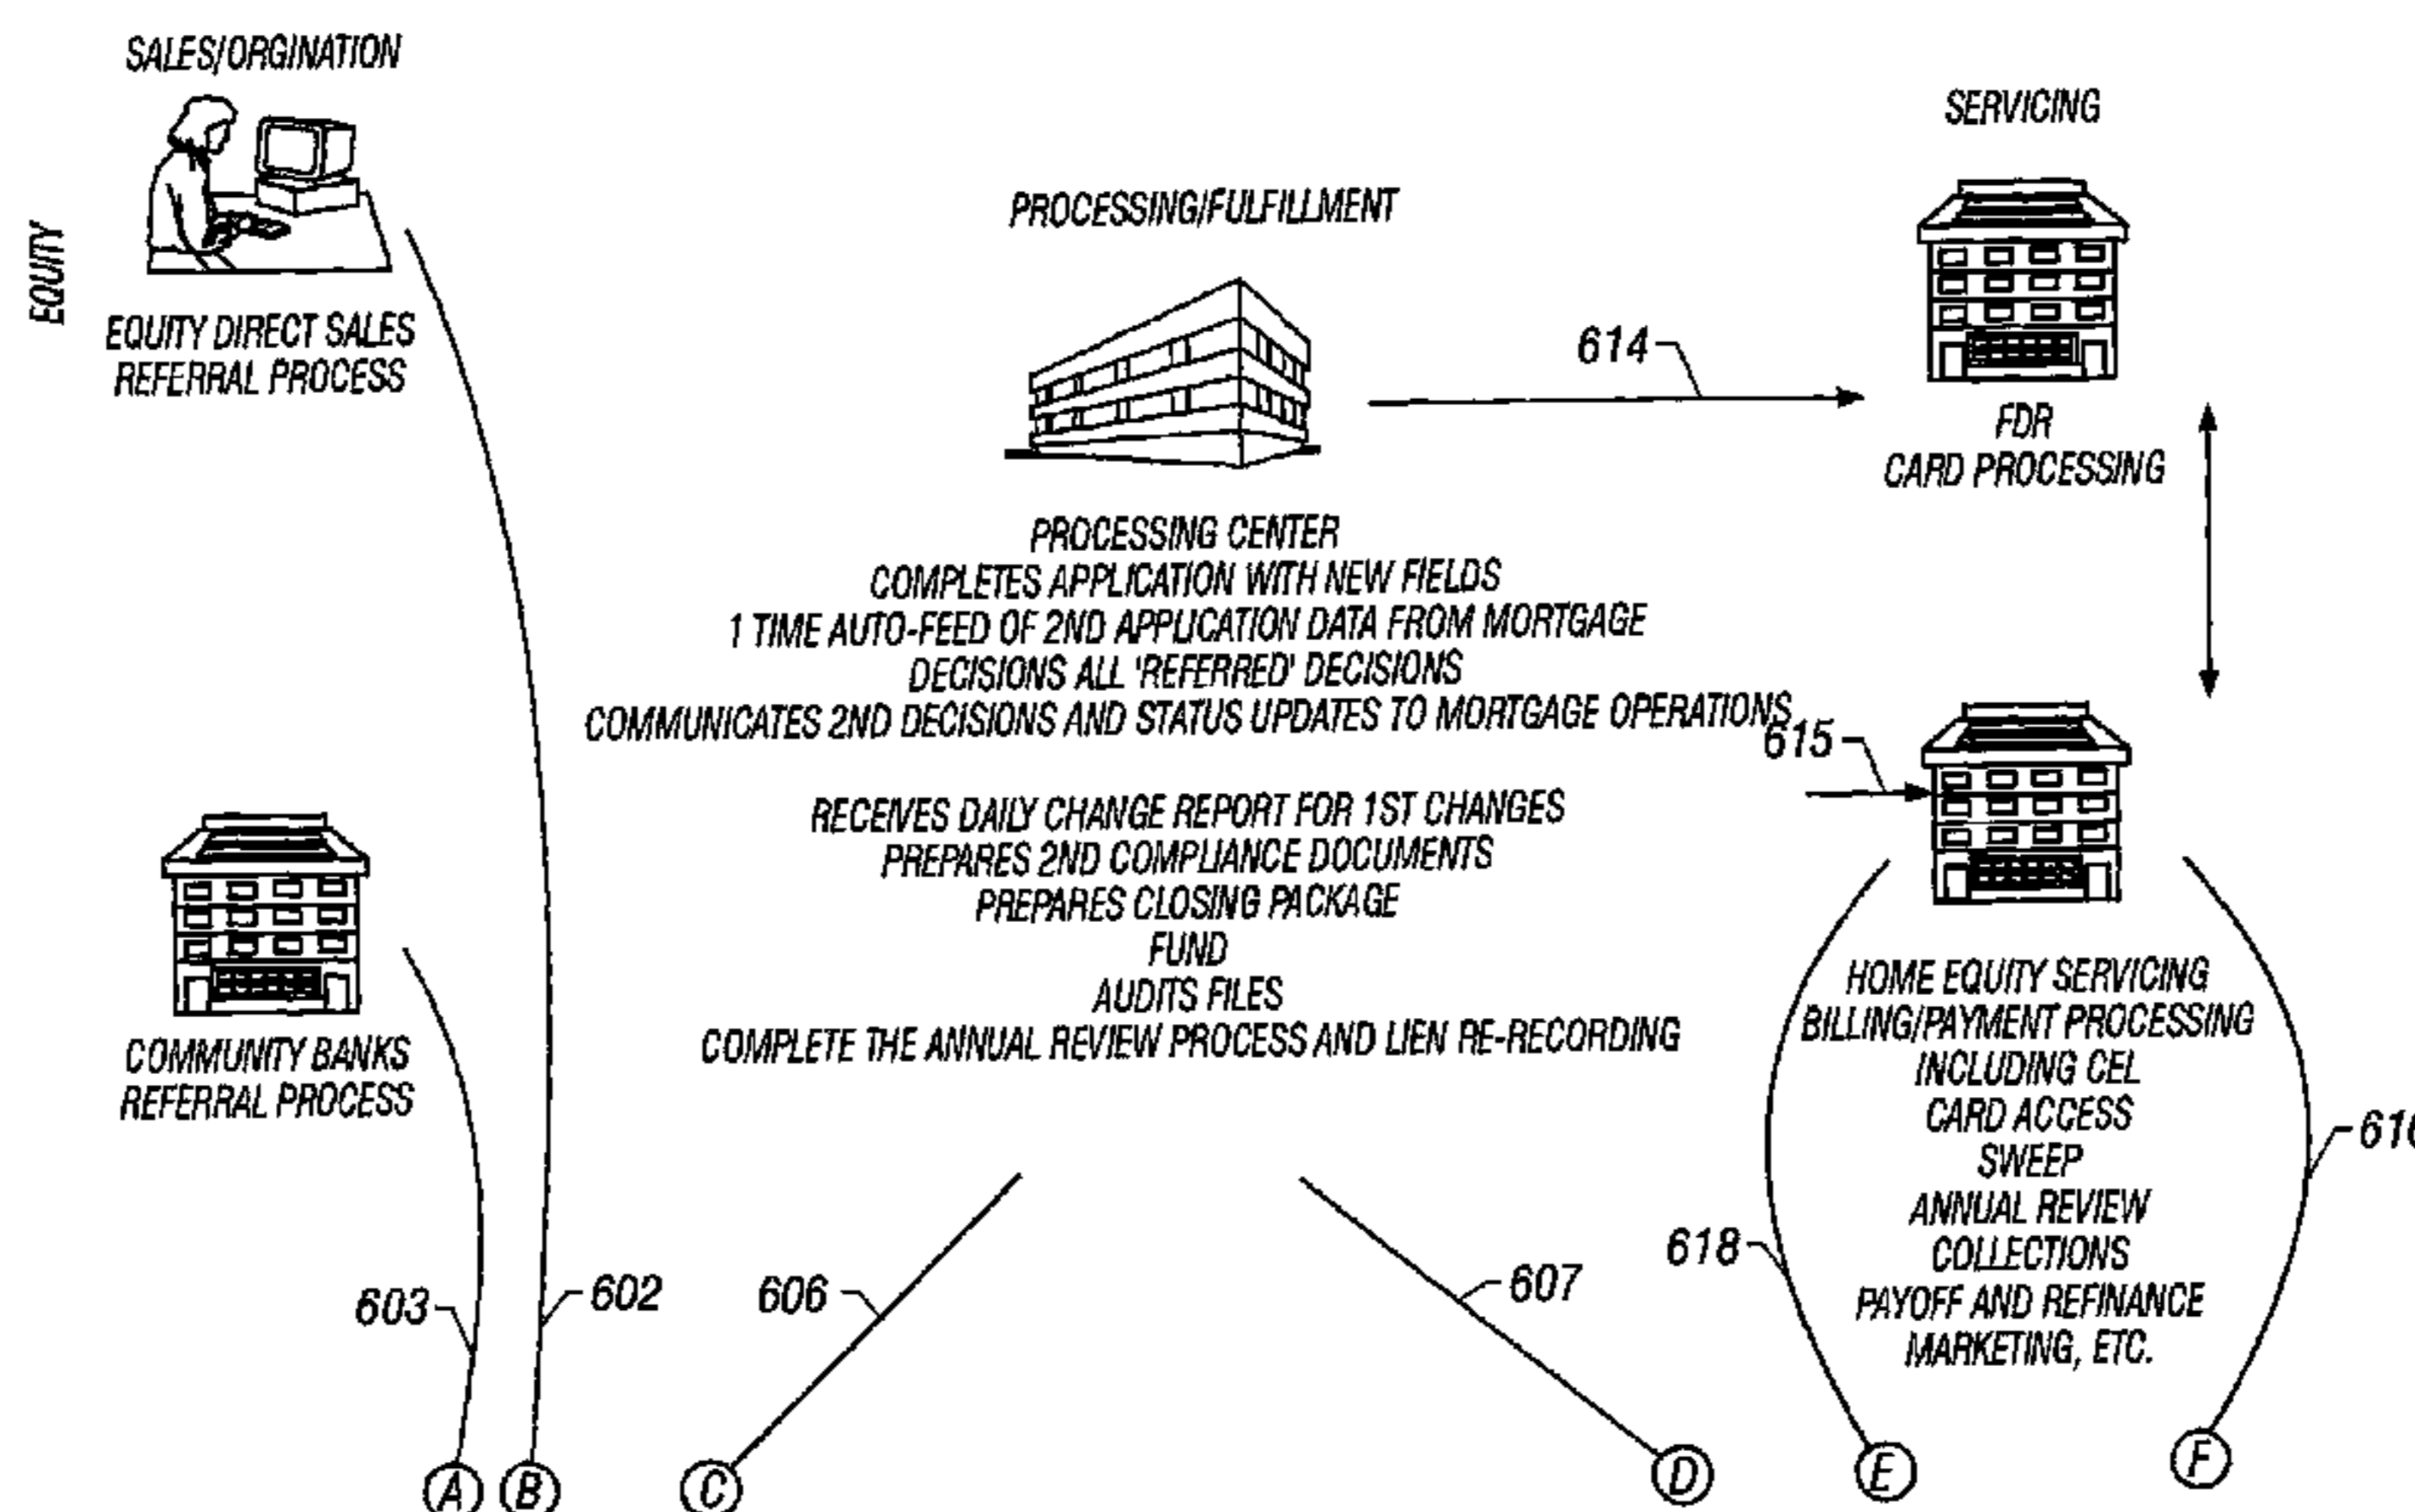 SALES/ORGINATION
EQUITY
EQUITY DIRECT SALES
REFERRAL PROCESS
COMMUNITY BANKS
REFERRAL PROCESS
603
602
A
B
PROCESSING/FULFILLMENT
614
PROCESSING CENTER
COMPLETES APPLICATION WITH NEW FIELDS
1 TIME AUTO-FEED OF 2ND APPLICATION DATA FROM MORTGAGE
DECISIONS ALL 'REFERRED' DECISIONS
COMMUNICATES 2ND DECISIONS AND STATUS UPDATES TO MORTGAGE OPERATIONS
RECEIVES DAILY CHANGE REPORT FOR 1ST CHANGES
PREPARES 2ND COMPLIANCE DOCUMENTS
PREPARES CLOSING PACKAGE
FUND
AUDITS FILES
COMPLETE THE ANNUAL REVIEW PROCESS AND LIEN RE-RECORDING
606
607
C
D
SERVICING
FDR
CARD PROCESSING
615
HOME EQUITY SERVICING
BILLING/PAYMENT PROCESSING
INCLUDING CEL
CARD ACCESS
SWEEP
ANNUAL REVIEW
COLLECTIONS
PAYOFF AND REFINANCE
MARKETING, ETC.
618
616
E
F